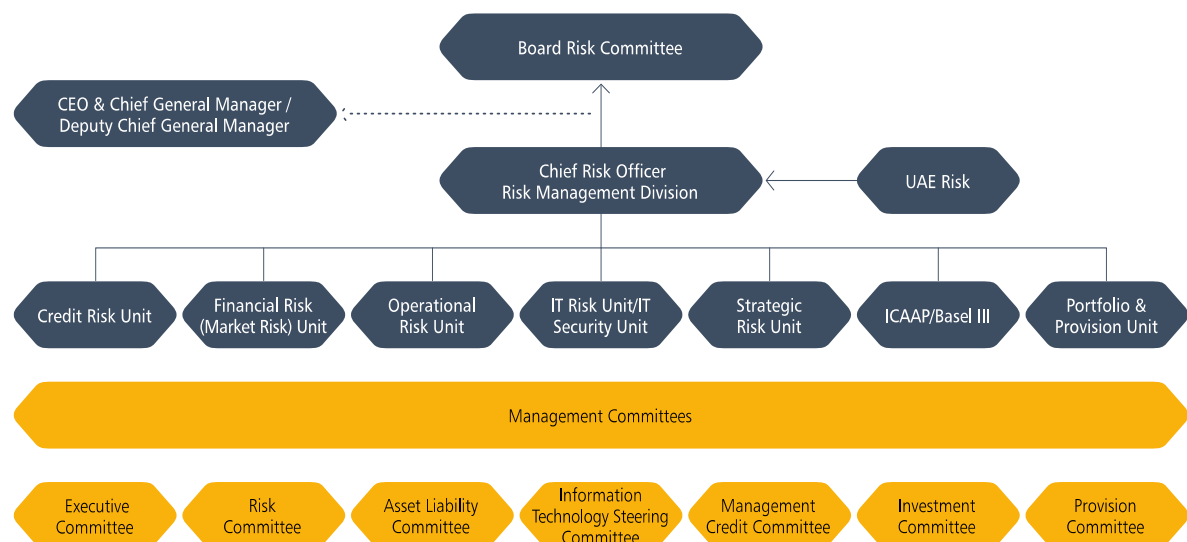 Board Risk Committee
CEO & Chief General Manager /
Deputy Chief General Manager
Chief Risk Officer
Risk Management Division
UAE Risk
Credit Risk Unit
Financial Risk
(Market Risk) Unit
Operational
Risk Unit
IT Risk Unit/IT
Security Unit
Strategic
Risk Unit
ICAAP/Basel III
Portfolio &
Provision Unit
Management Committees
Executive
Committee
Risk
Committee
Asset Liability
Committee
Information
Technology Steering
Committee
Management
Credit Committee
Investment
Committee
Provision
Committee